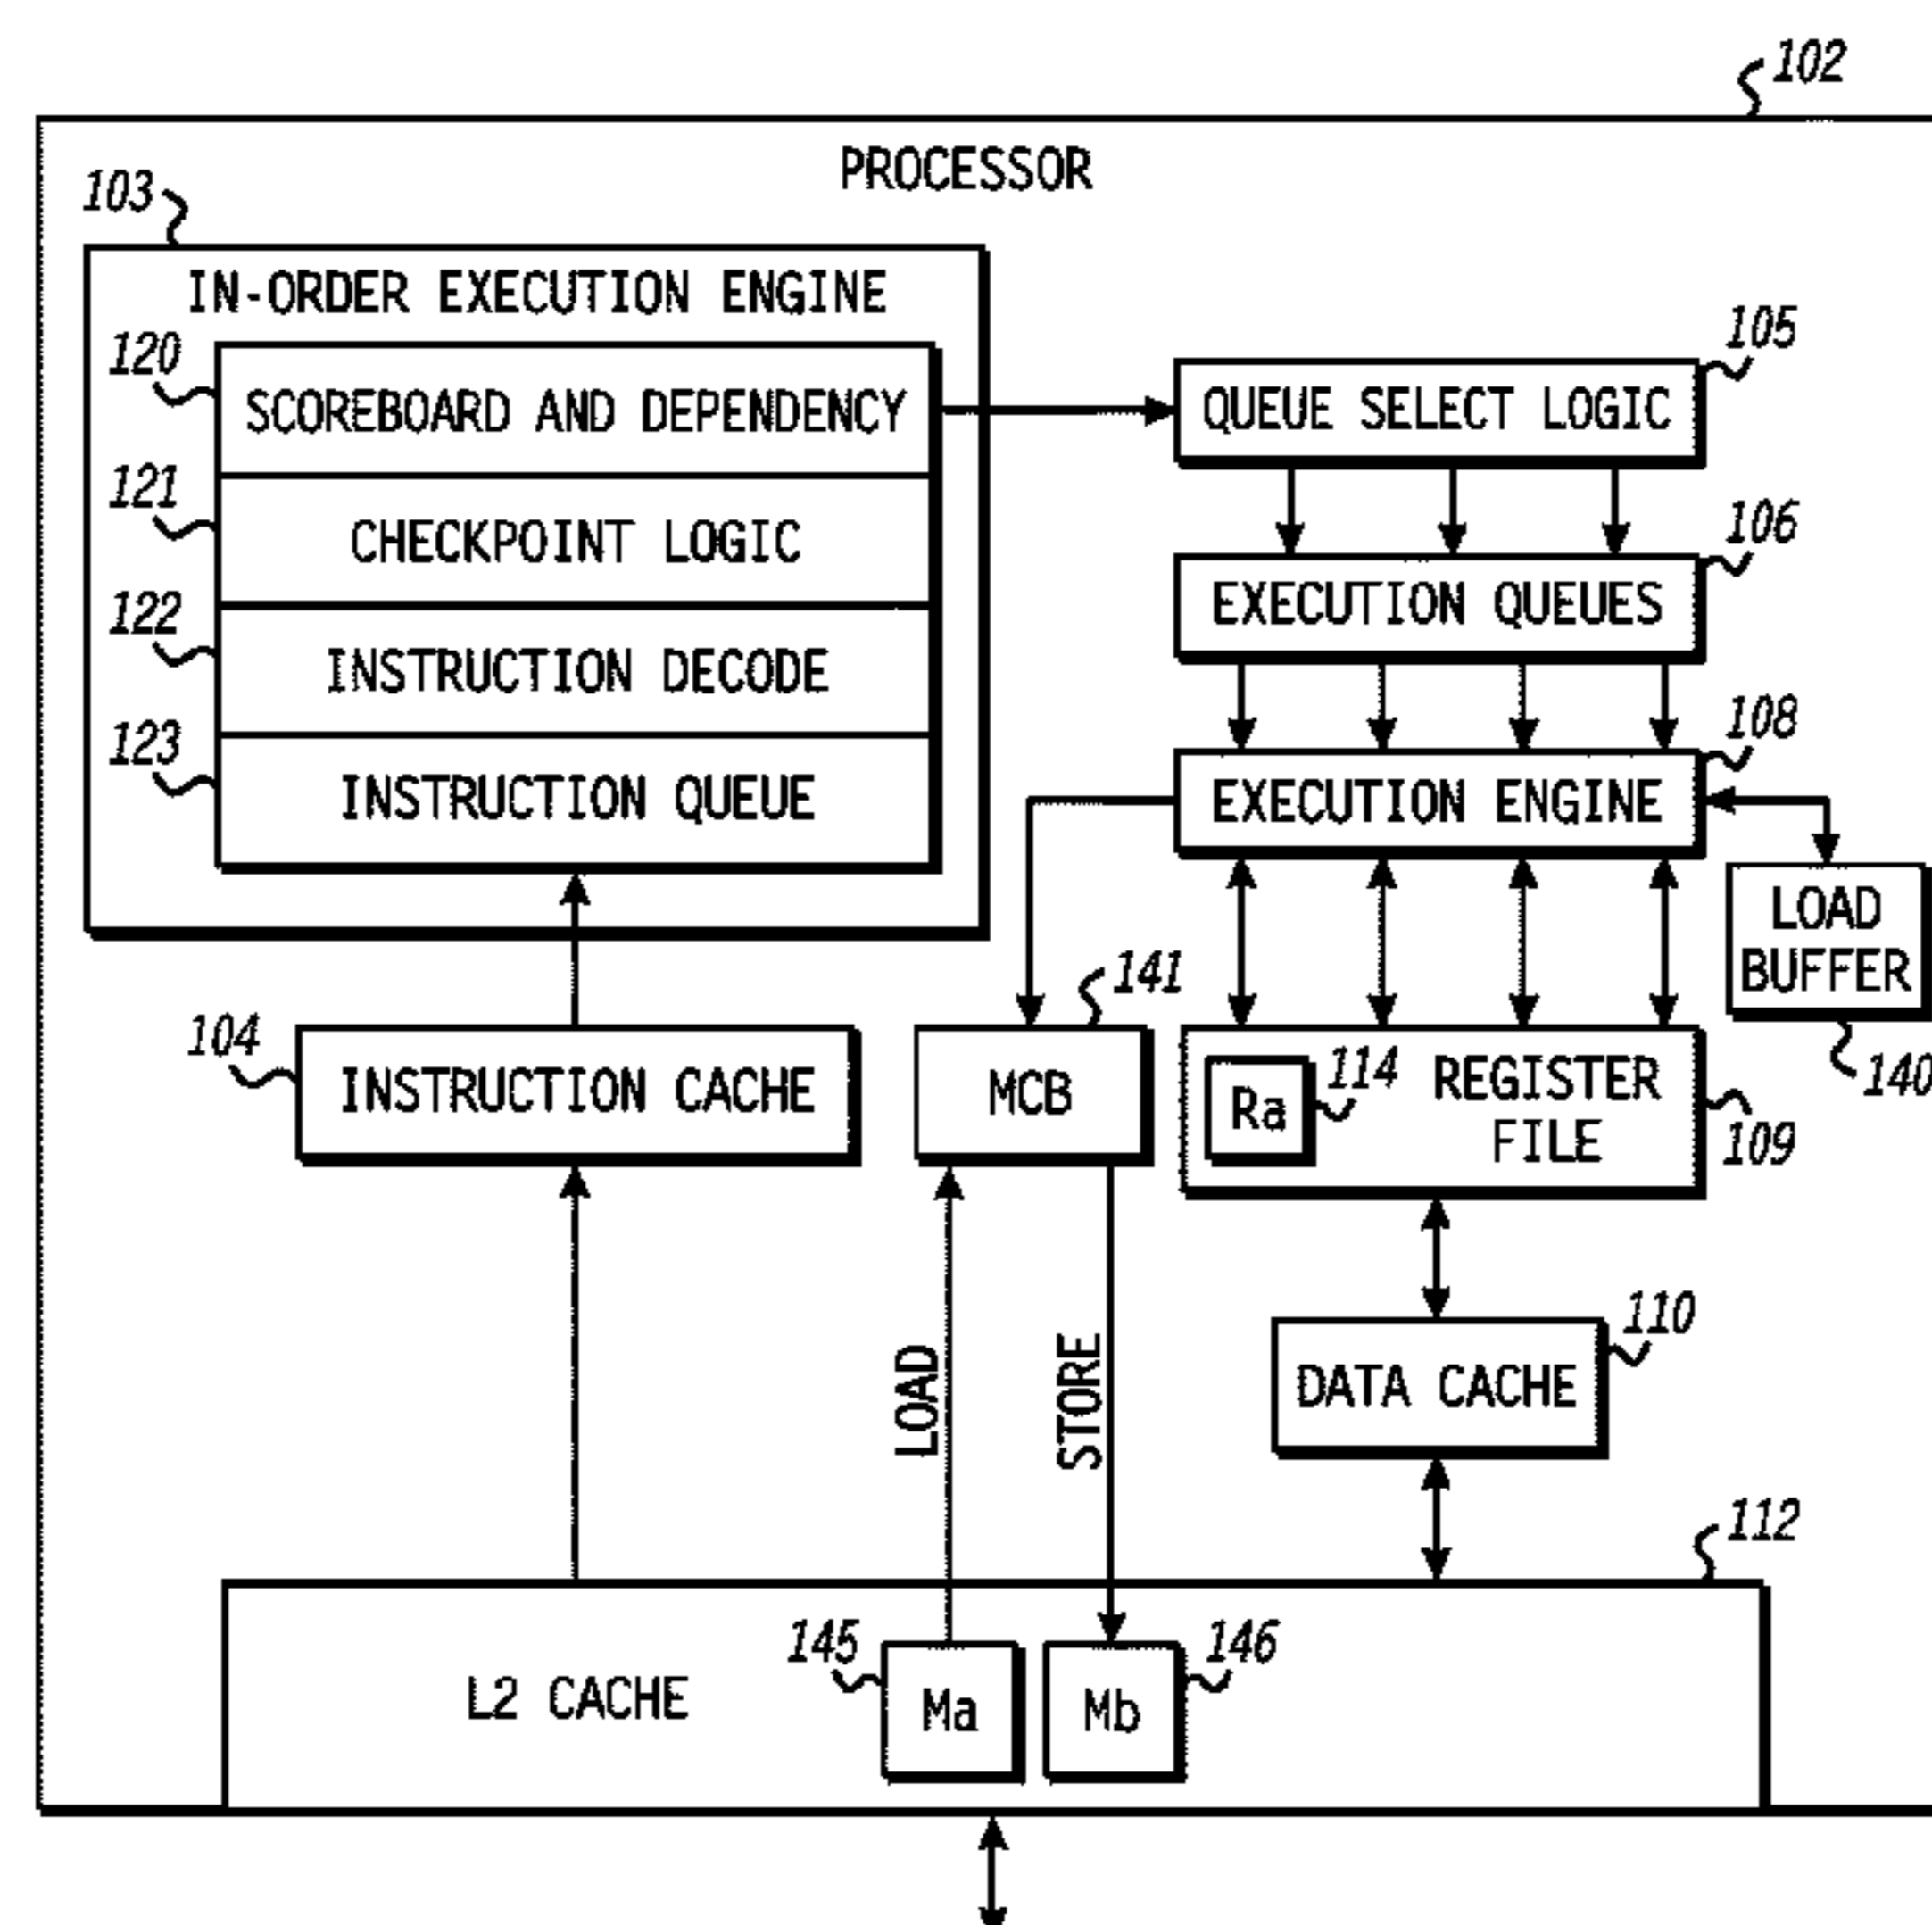 102
PROCESSOR
103
IN-ORDER EXECUTION ENGINE
120
SCOREBOARD AND DEPENDENCY
121
CHECKPOINT LOGIC
122
INSTRUCTION DECODE
123
INSTRUCTION QUEUE
105
QUEUE SELECT LOGIC
106
EXECUTION QUEUES
108
EXECUTION ENGINE
LOAD
BUFFER
140
104
INSTRUCTION CACHE
141
MCB
Ra
114
REGISTER
FILE
109
LOAD
STORE
110
DATA CACHE
112
L2 CACHE
145
Ma
Mb
146